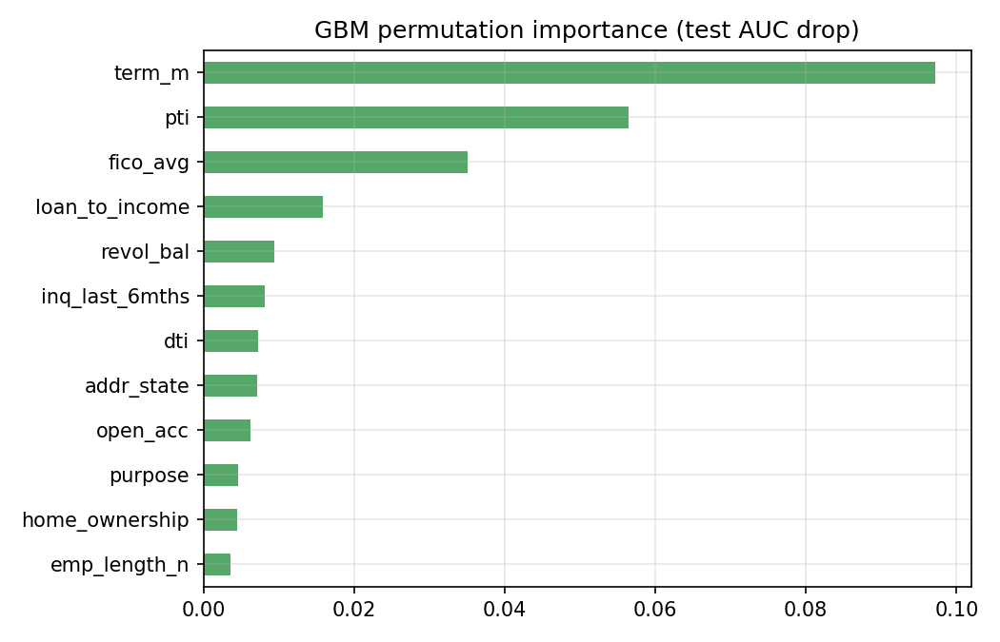 GBM permutation importance (test AUC drop)
term_m
pti
fico_avg
loan_to_income
revol_bal
inq_last_6mths
dti
addr_state
open_acc
purpose
home_ownership
emp_length_n
0.00 0.02 0.04 0.06 0.08 0.10